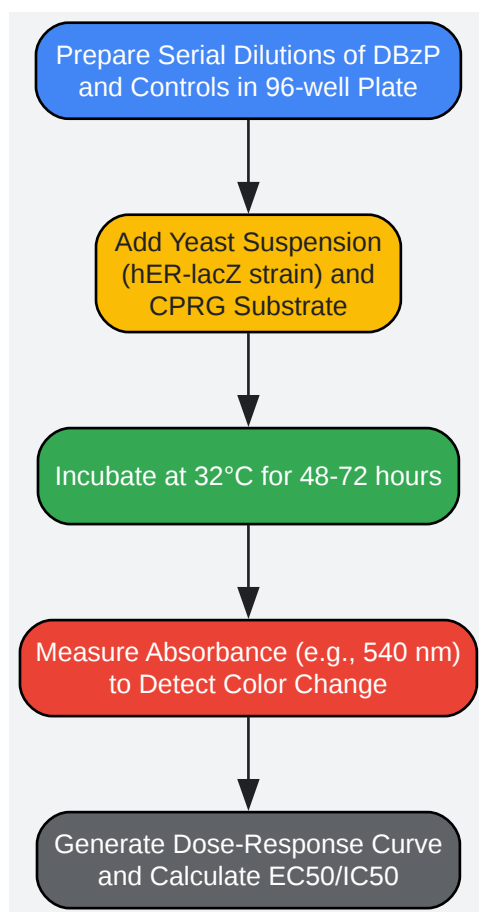 Prepare Serial Dilutions of DBzP
and Controls in 96-well Plate
Add Yeast Suspension
(hER-lacZ strain) and
CPRG Substrate
Incubate at 32°C for 48-72 hours
Measure Absorbance (e.g., 540 nm)
to Detect Color Change
Generate Dose-Response Curve
and Calculate EC50/IC50